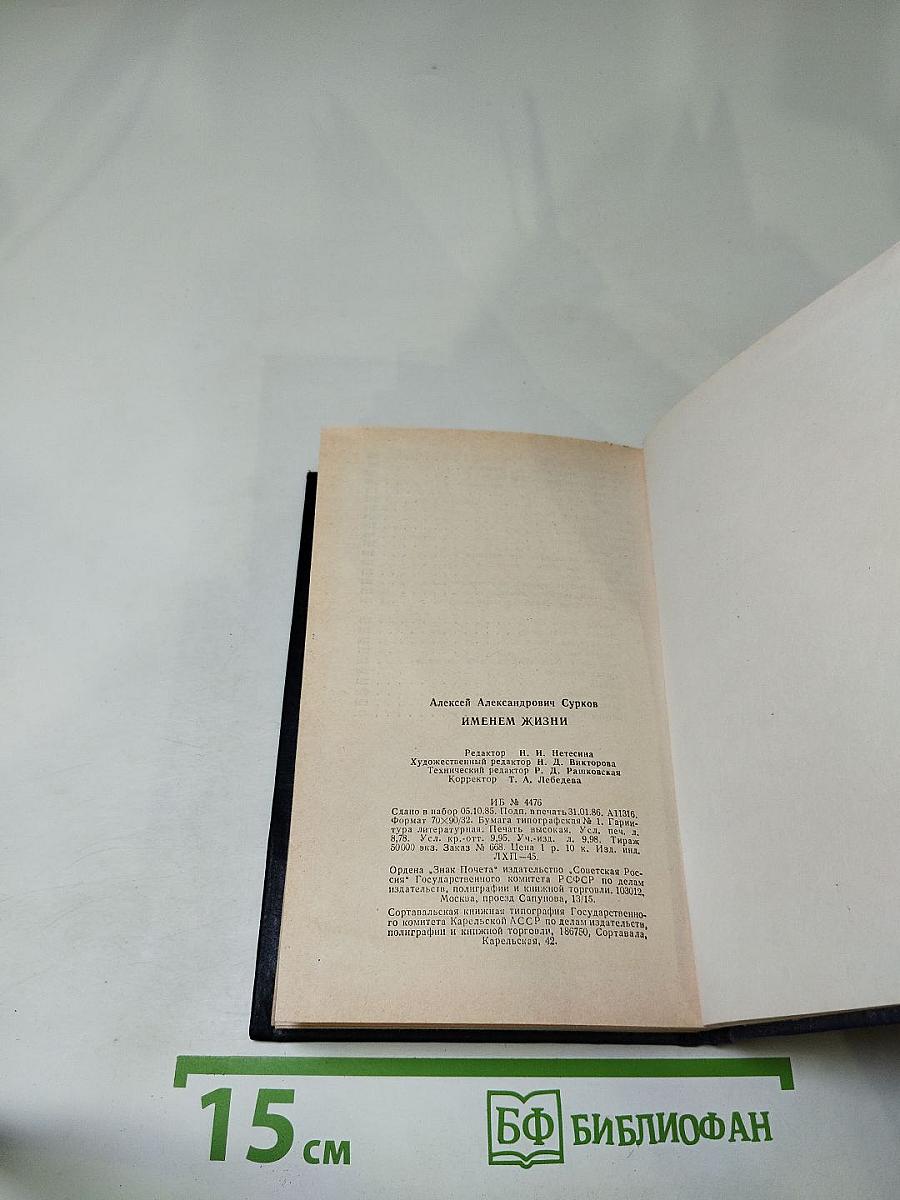 Алексей Александрович Сурков
ИМЕНЕМ ЖИЗНИ
Редактор Н. И. Нетесина
Художественный редактор Н. Д. Викторова
Технический редактор Р. Д. Рашковская
Корректор Т. А. Лебедева
ИБ № 4476
Сдано в набор 05.10.85. Подп. в печать 31.01.86. А11316.
Формат 70×90/32. Бумага типографская № 1. Гарни-
тура литературная. Печать высокая. Усл. печ. л.
8,78. Усл. кр.-отт. 9,95. Уч.-изд. л. 9,98. Тираж
50000 экз. Заказ № 668. Цена 1 р. 10 к. Изд. инд.
ЛХП—45.
Ордена „Знак Почета" издательство „Советская Рос-
сия" Государственного комитета РСФСР по делам
издательств, полиграфии и книжной торговли. 103012,
Москва, проезд Сапунова, 13/15.
Сортавальская книжная типография Государственно-
го комитета Карельской АССР по делам издательств,
полиграфии и книжной торговли, 186750, Сортавала,
Карельская, 42.
15 см
БФ БИБЛИОФАН